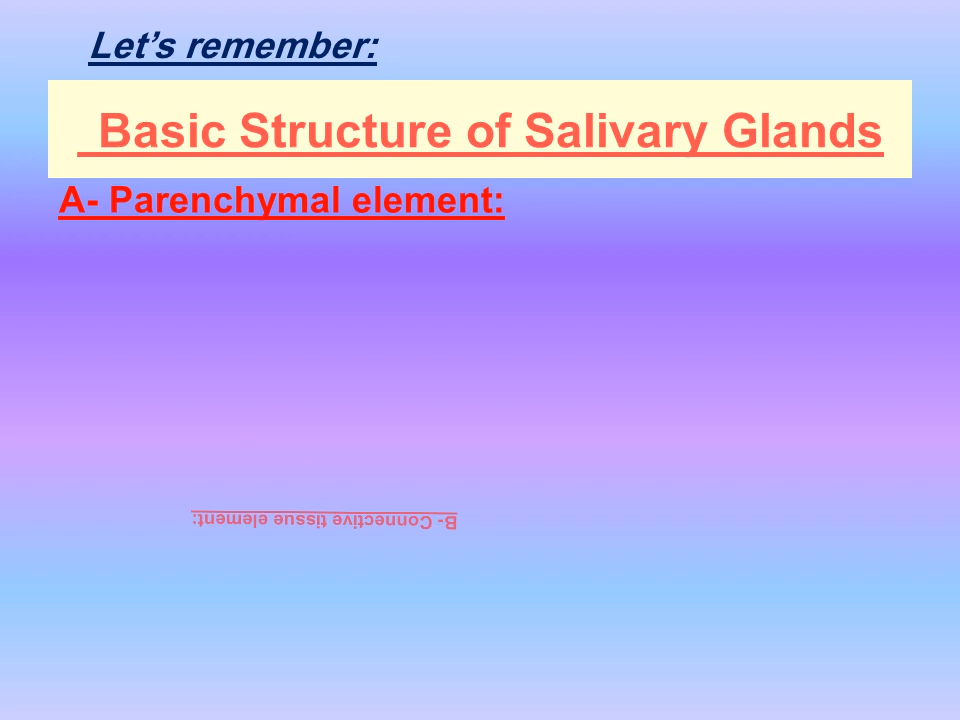 Let’s remember:
Basic Structure of Salivary Glands
A- Parenchymal element:
B- Connective tissue element: